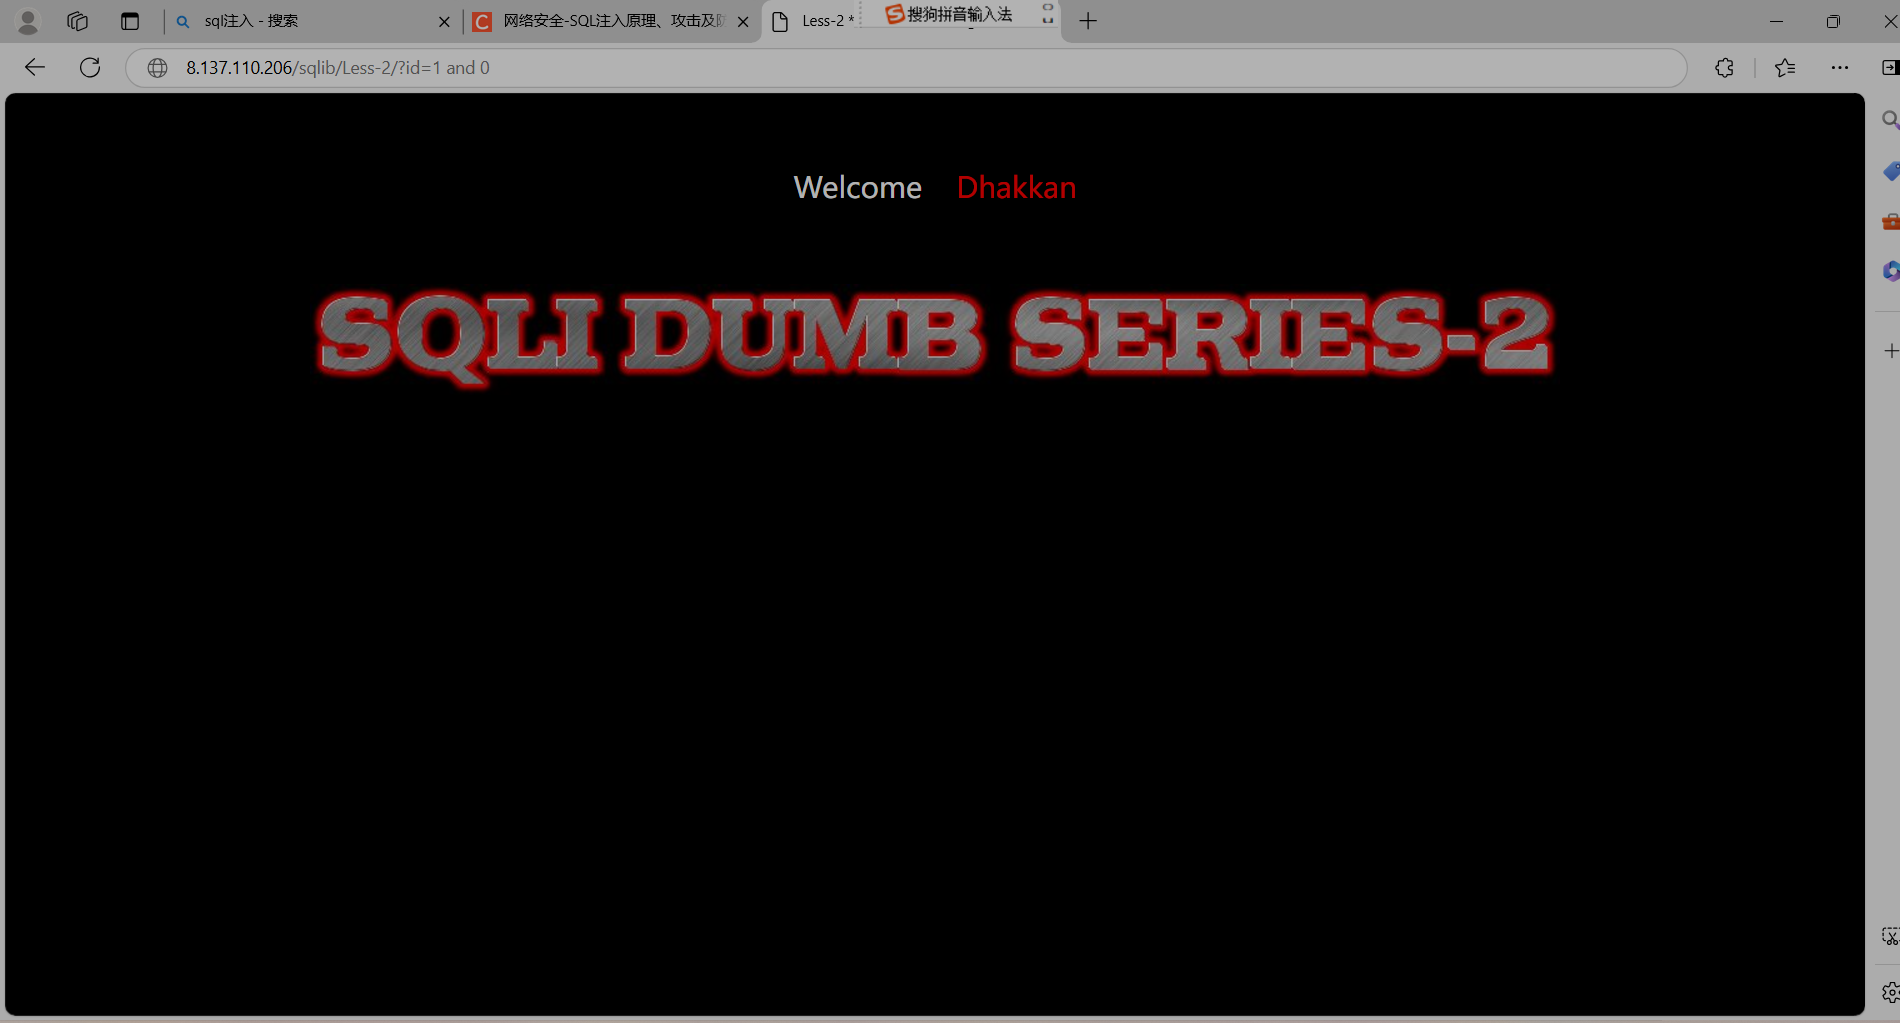 sql注入 - 搜索
网络安全-SQL注入原理、攻击及防
Less-2 *
搜狗拼音输入法
8.137.110.206/sqlib/Less-2/?id=1 and 0
Welcome Dhakkan
SQLI DUMB SERIES-2